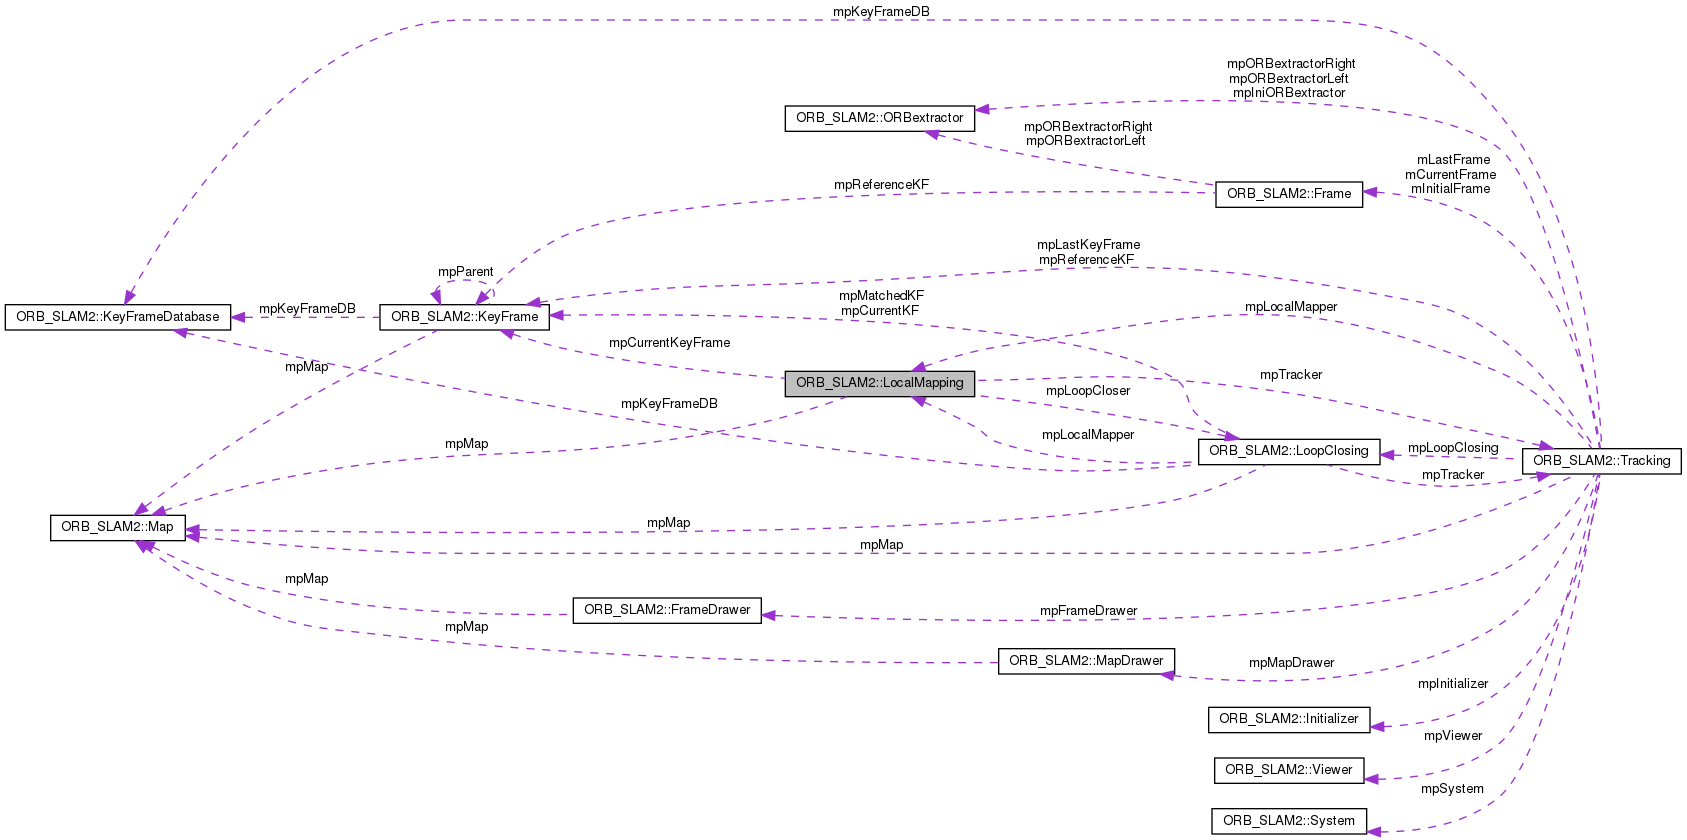 mpKeyFrameDB
mpORBextractorRight
mpORBextractorLeft
mpIniORBextractor
ORB_SLAM2::ORBextractor
mpORBextractorRight
mpORBextractorLeft
mLastFrame
mCurrentFrame
mInitialFrame
mpReferenceKF
ORB_SLAM2::Frame
mpLastKeyFrame
mpReferenceKF
mpParent
mpMatchedKF
mpCurrentKF
mpKeyFrameDB
mpLocalMapper
ORB_SLAM2::KeyFrameDatabase
ORB_SLAM2::KeyFrame
mpCurrentKeyFrame
mpMap
mpTracker
ORB_SLAM2::LocalMapping
mpLoopCloser
mpKeyFrameDB
mpLocalMapper
mpMap
mpLoopClosing
ORB_SLAM2::LoopClosing
ORB_SLAM2::Tracking
mpTracker
mpMap
ORB_SLAM2::Map
mpMap
mpMap
ORB_SLAM2::FrameDrawer
mpFrameDrawer
mpMap
ORB_SLAM2::MapDrawer
mpMapDrawer
mpInitializer
ORB_SLAM2::Initializer
mpViewer
ORB_SLAM2::Viewer
mpSystem
ORB_SLAM2::System